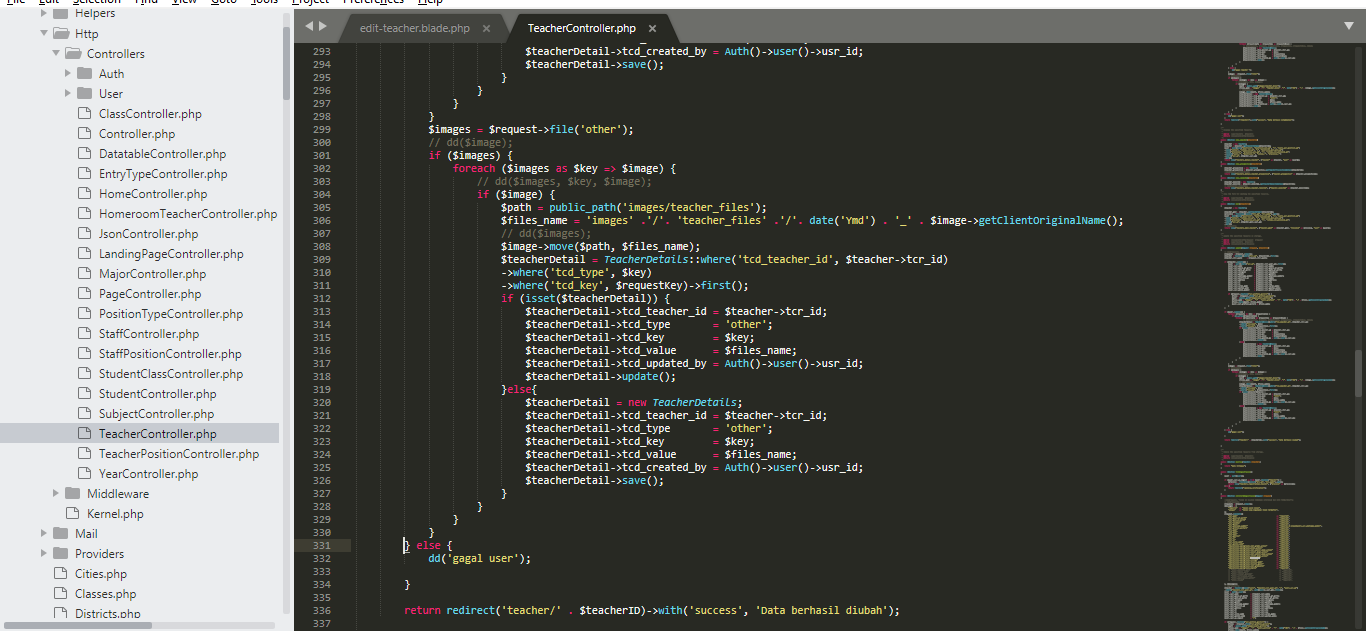 File Edit Selection Find View Goto Tools Project Preferences Help
Helpers
Http
Controllers
Auth
User
ClassController.php
Controller.php
DatatableController.php
EntryTypeController.php
HomeController.php
HomeroomTeacherController.php
JsonController.php
LandingPageController.php
MajorController.php
PageController.php
PositionTypeController.php
StaffController.php
StaffPositionController.php
StudentClassController.php
StudentController.php
SubjectController.php
TeacherController.php
TeacherPositionController.php
YearController.php
Middleware
Kernel.php
Mail
Providers
Cities.php
Classes.php
Districts.php
edit-teacher.blade.php × TeacherController.php ×
293 $teacherDetail->tcd_created_by = Auth()->user()->usr_id;
294 $teacherDetail->save();
295 }
296 }
297 }
298 }
299 $images = $request->file('other');
300 // dd($image);
301 if ($images) {
302 foreach ($images as $key => $image) {
303 // dd($images, $key, $image);
304 if ($image) {
305 $path = public_path('images/teacher_files');
306 $files_name = 'images' .'/'. 'teacher_files' .'/'. date('Ymd') . '_' . $image->getClientOriginalName();
307 // dd($images);
308 $image->move($path, $files_name);
309 $teacherDetail = TeacherDetails::where('tcd_teacher_id', $teacher->tcr_id)
310 ->where('tcd_type', $key)
311 ->where('tcd_key', $requestKey)->first();
312 if (isset($teacherDetail)) {
313 $teacherDetail->tcd_teacher_id = $teacher->tcr_id;
314 $teacherDetail->tcd_type = 'other';
315 $teacherDetail->tcd_key = $key;
316 $teacherDetail->tcd_value = $files_name;
317 $teacherDetail->tcd_updated_by = Auth()->user()->usr_id;
318 $teacherDetail->update();
319 }else{
320 $teacherDetail = new TeacherDetails;
321 $teacherDetail->tcd_teacher_id = $teacher->tcr_id;
322 $teacherDetail->tcd_type = 'other';
323 $teacherDetail->tcd_key = $key;
324 $teacherDetail->tcd_value = $files_name;
325 $teacherDetail->tcd_created_by = Auth()->user()->usr_id;
326 $teacherDetail->save();
327 }
328 }
329 }
330 }
331 } else {
332 dd('gagal user');
333
334 }
335
336 return redirect('teacher/' . $teacherID)->with('success', 'Data berhasil diubah');
337